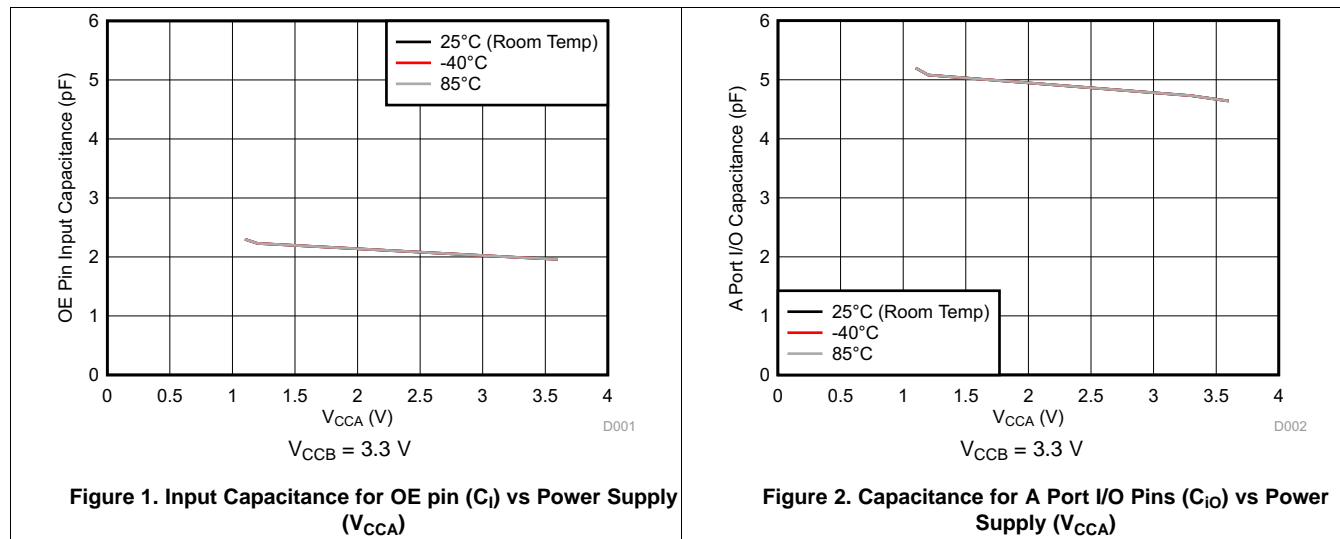 6
5
4
3
2
1
0
OE Pin Input Capacitance (pF)
25°C (Room Temp)
-40°C
85°C
0 0.5 1 1.5 2 2.5 3 3.5 4
VCCA (V)
D001
VCCB = 3.3 V
Figure 1. Input Capacitance for OE pin (CI) vs Power Supply
(VCCA)
6
5
4
3
2
1
0
A Port I/O Capacitance (pF)
25°C (Room Temp)
-40°C
85°C
0 0.5 1 1.5 2 2.5 3 3.5 4
VCCA (V)
D002
VCCB = 3.3 V
Figure 2. Capacitance for A Port I/O Pins (CiO) vs Power
Supply (VCCA)